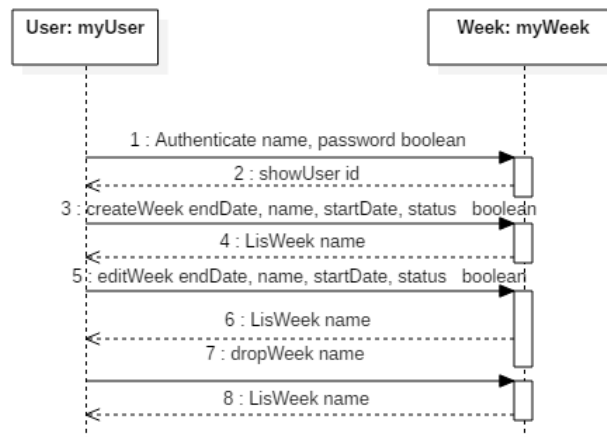 User: myUser
Week: myWeek
1 : Authenticate name, password boolean
2 : showUser id
3 : createWeek endDate, name, startDate, status boolean
4 : LisWeek name
5 : editWeek endDate, name, startDate, status boolean
6 : LisWeek name
7 : dropWeek name
8 : LisWeek name